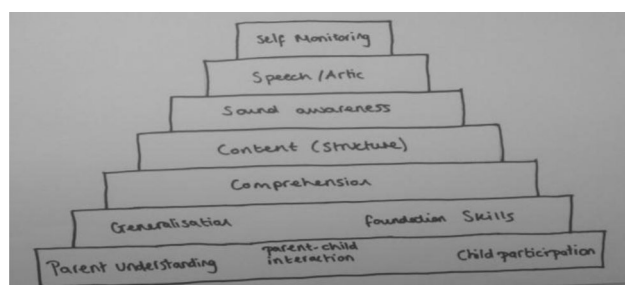 Self Monitoring
Speech / Artic
Sound awareness
Content (Structure)
Comprehension
Generalisation foundation Skills
Parent understanding parent-child interaction Child participation